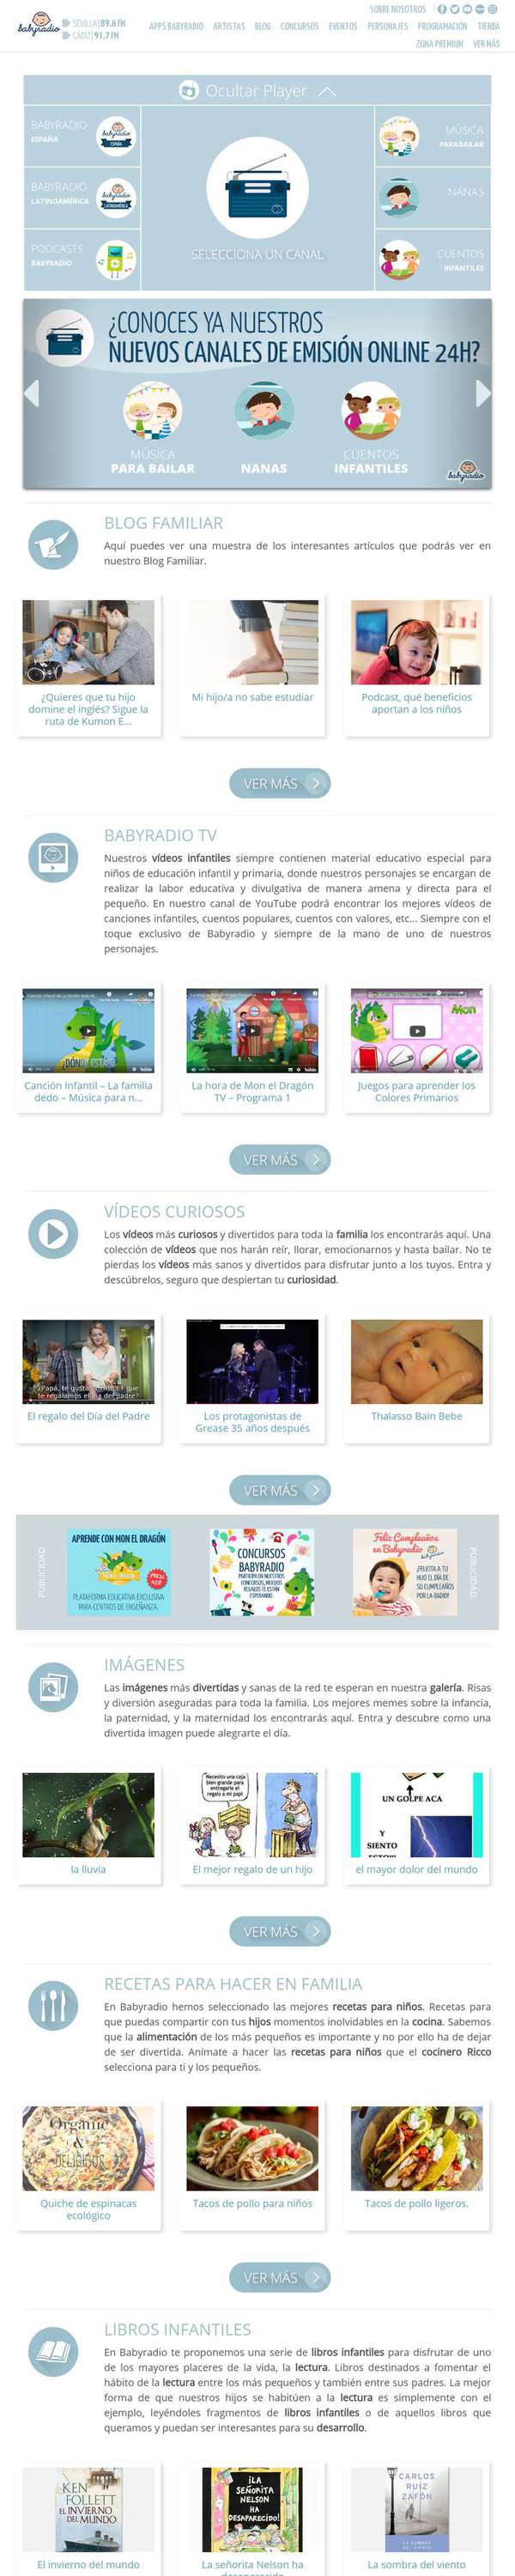 SOBRE NOSOTROS
babyradio
SEVILLA|89.6 FM
CÁDIZ|91.7 FM
APPS BABYRADIO ARTISTAS BLOG CONCURSOS EVENTOS PERSONAJES PROGRAMACIÓN TIENDA
ZONA PREMIUM VER MÁS
Ocultar Player
BABYRADIO
ESPAÑA
MÚSICA
PARA BAILAR
BABYRADIO
LATINOAMÉRICA
NANAS
PODCASTS
BABYRADIO
SELECCIONA UN CANAL
CUENTOS
INFANTILES
¿CONOCES YA NUESTROS
NUEVOS CANALES DE EMISIÓN ONLINE 24H?
MÚSICA
PARA BAILAR
NANAS
CUENTOS
INFANTILES
babyradio
BLOG FAMILIAR
Aquí puedes ver una muestra de los interesantes artículos que podrás ver en
nuestro Blog Familiar.
¿Quieres que tu hijo
domine el inglés? Sigue la
ruta de Kumon E...
Mi hijo/a no sabe estudiar
Podcast, qué beneficios
aportan a los niños
VER MÁS
BABYRADIO TV
Nuestros vídeos infantiles siempre contienen material educativo especial para
niños de educación infantil y primaria, donde nuestros personajes se encargan de
realizar la labor educativa y divulgativa de manera amena y directa para el
pequeño. En nuestro canal de YouTube podrá encontrar los mejores vídeos de
canciones infantiles, cuentos populares, cuentos con valores, etc... Siempre con el
toque exclusivo de Babyradio y siempre de la mano de uno de nuestros
personajes.
Mon
Canción Infantil – La familia
dedo – Música para n...
La hora de Mon el Dragón
TV – Programa 1
Juegos para aprender los
Colores Primarios
VER MÁS
VÍDEOS CURIOSOS
Los vídeos más curiosos y divertidos para toda la familia los encontrarás aquí. Una
colección de vídeos que nos harán reír, llorar, emocionarnos y hasta bailar. No te
pierdas los vídeos más sanos y divertidos para disfrutar junto a los tuyos. Entra y
descúbrelos, seguro que despiertan tu curiosidad.
El regalo del Día del Padre
Los protagonistas de
Grease 35 años después
Thalasso Bain Bebe
VER MÁS
PUBLICIDAD
APRENDE CON MON EL DRAGÓN
PLATAFORMA EDUCATIVA EXCLUSIVA
PARA CENTROS DE ENSEÑANZA.
CONCURSOS
BABYRADIO
Feliz Cumpleaños
en Babyradio
¡FELICITA A TU
HIJO EL DÍA DE
SU CUMPLEAÑOS
POR LA RADIO!
PUBLICIDAD
IMÁGENES
Las imágenes más divertidas y sanas de la red te esperan en nuestra galería. Risas
y diversión aseguradas para toda la familia. Los mejores memes sobre la infancia,
la paternidad, y la maternidad los encontrarás aquí. Entra y descubre como una
divertida imagen puede alegrarte el día.
Necesito una caja
bien grande para
entregarle el
regalo a mi papi
UN GOLPE ACA
Y
SIENTO
la lluvia
El mejor regalo de un hijo
el mayor dolor del mundo
VER MÁS
RECETAS PARA HACER EN FAMILIA
En Babyradio hemos seleccionado las mejores recetas para niños. Recetas para
que puedas compartir con tus hijos momentos inolvidables en la cocina. Sabemos
que la alimentación de los más pequeños es importante y no por ello ha de dejar
de ser divertida. Anímate a hacer las recetas para niños que el cocinero Ricco
selecciona para ti y los pequeños.
Organic
&
DELICIOUS
Quiche de espinacas
ecológico
Tacos de pollo para niños
Tacos de pollo ligeros.
VER MÁS
LIBROS INFANTILES
En Babyradio te proponemos una serie de libros infantiles para disfrutar de uno
de los mayores placeres de la vida, la lectura. Libros destinados a fomentar el
hábito de la lectura entre los más pequeños y también entre sus padres. La mejor
forma de que nuestros hijos se habitúen a la lectura es simplemente con el
ejemplo, leyéndoles fragmentos de libros infantiles o de aquellos libros que
queramos y puedan ser interesantes para su desarrollo.
KEN
FOLLETT
EL INVIERNO
DEL MUNDO
¡LA
SEÑORITA
NELSON
HA
DESAPARECIDO!
CARLOS
RUIZ
ZAFÓN
El invierno del mundo
La señorita Nelson ha
La sombra del viento